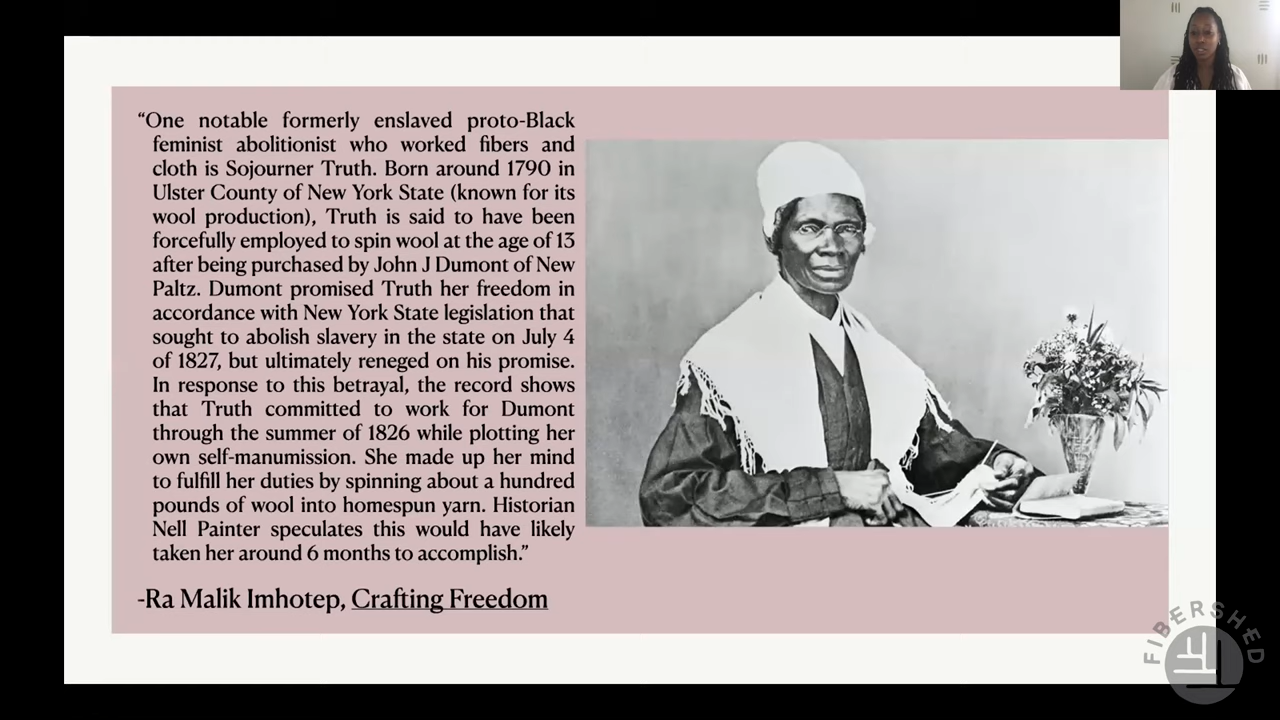 “One notable formerly enslaved proto-Black
feminist abolitionist who worked fibers and
cloth is Sojourner Truth. Born around 1790 in
Ulster County of New York State (known for its
wool production), Truth is said to have been
forcefully employed to spin wool at the age of 13
after being purchased by John J Dumont of New
Paltz. Dumont promised Truth her freedom in
accordance with New York State legislation that
sought to abolish slavery in the state on July 4
of 1827, but ultimately reneged on his promise.
In response to this betrayal, the record shows
that Truth committed to work for Dumont
through the summer of 1826 while plotting her
own self-manumission. She made up her mind
to fulfill her duties by spinning about a hundred
pounds of wool into homespun yarn. Historian
Nell Painter speculates this would have likely
taken her around 6 months to accomplish.”
-Ra Malik Imhotep, Crafting Freedom
FIBERSHED